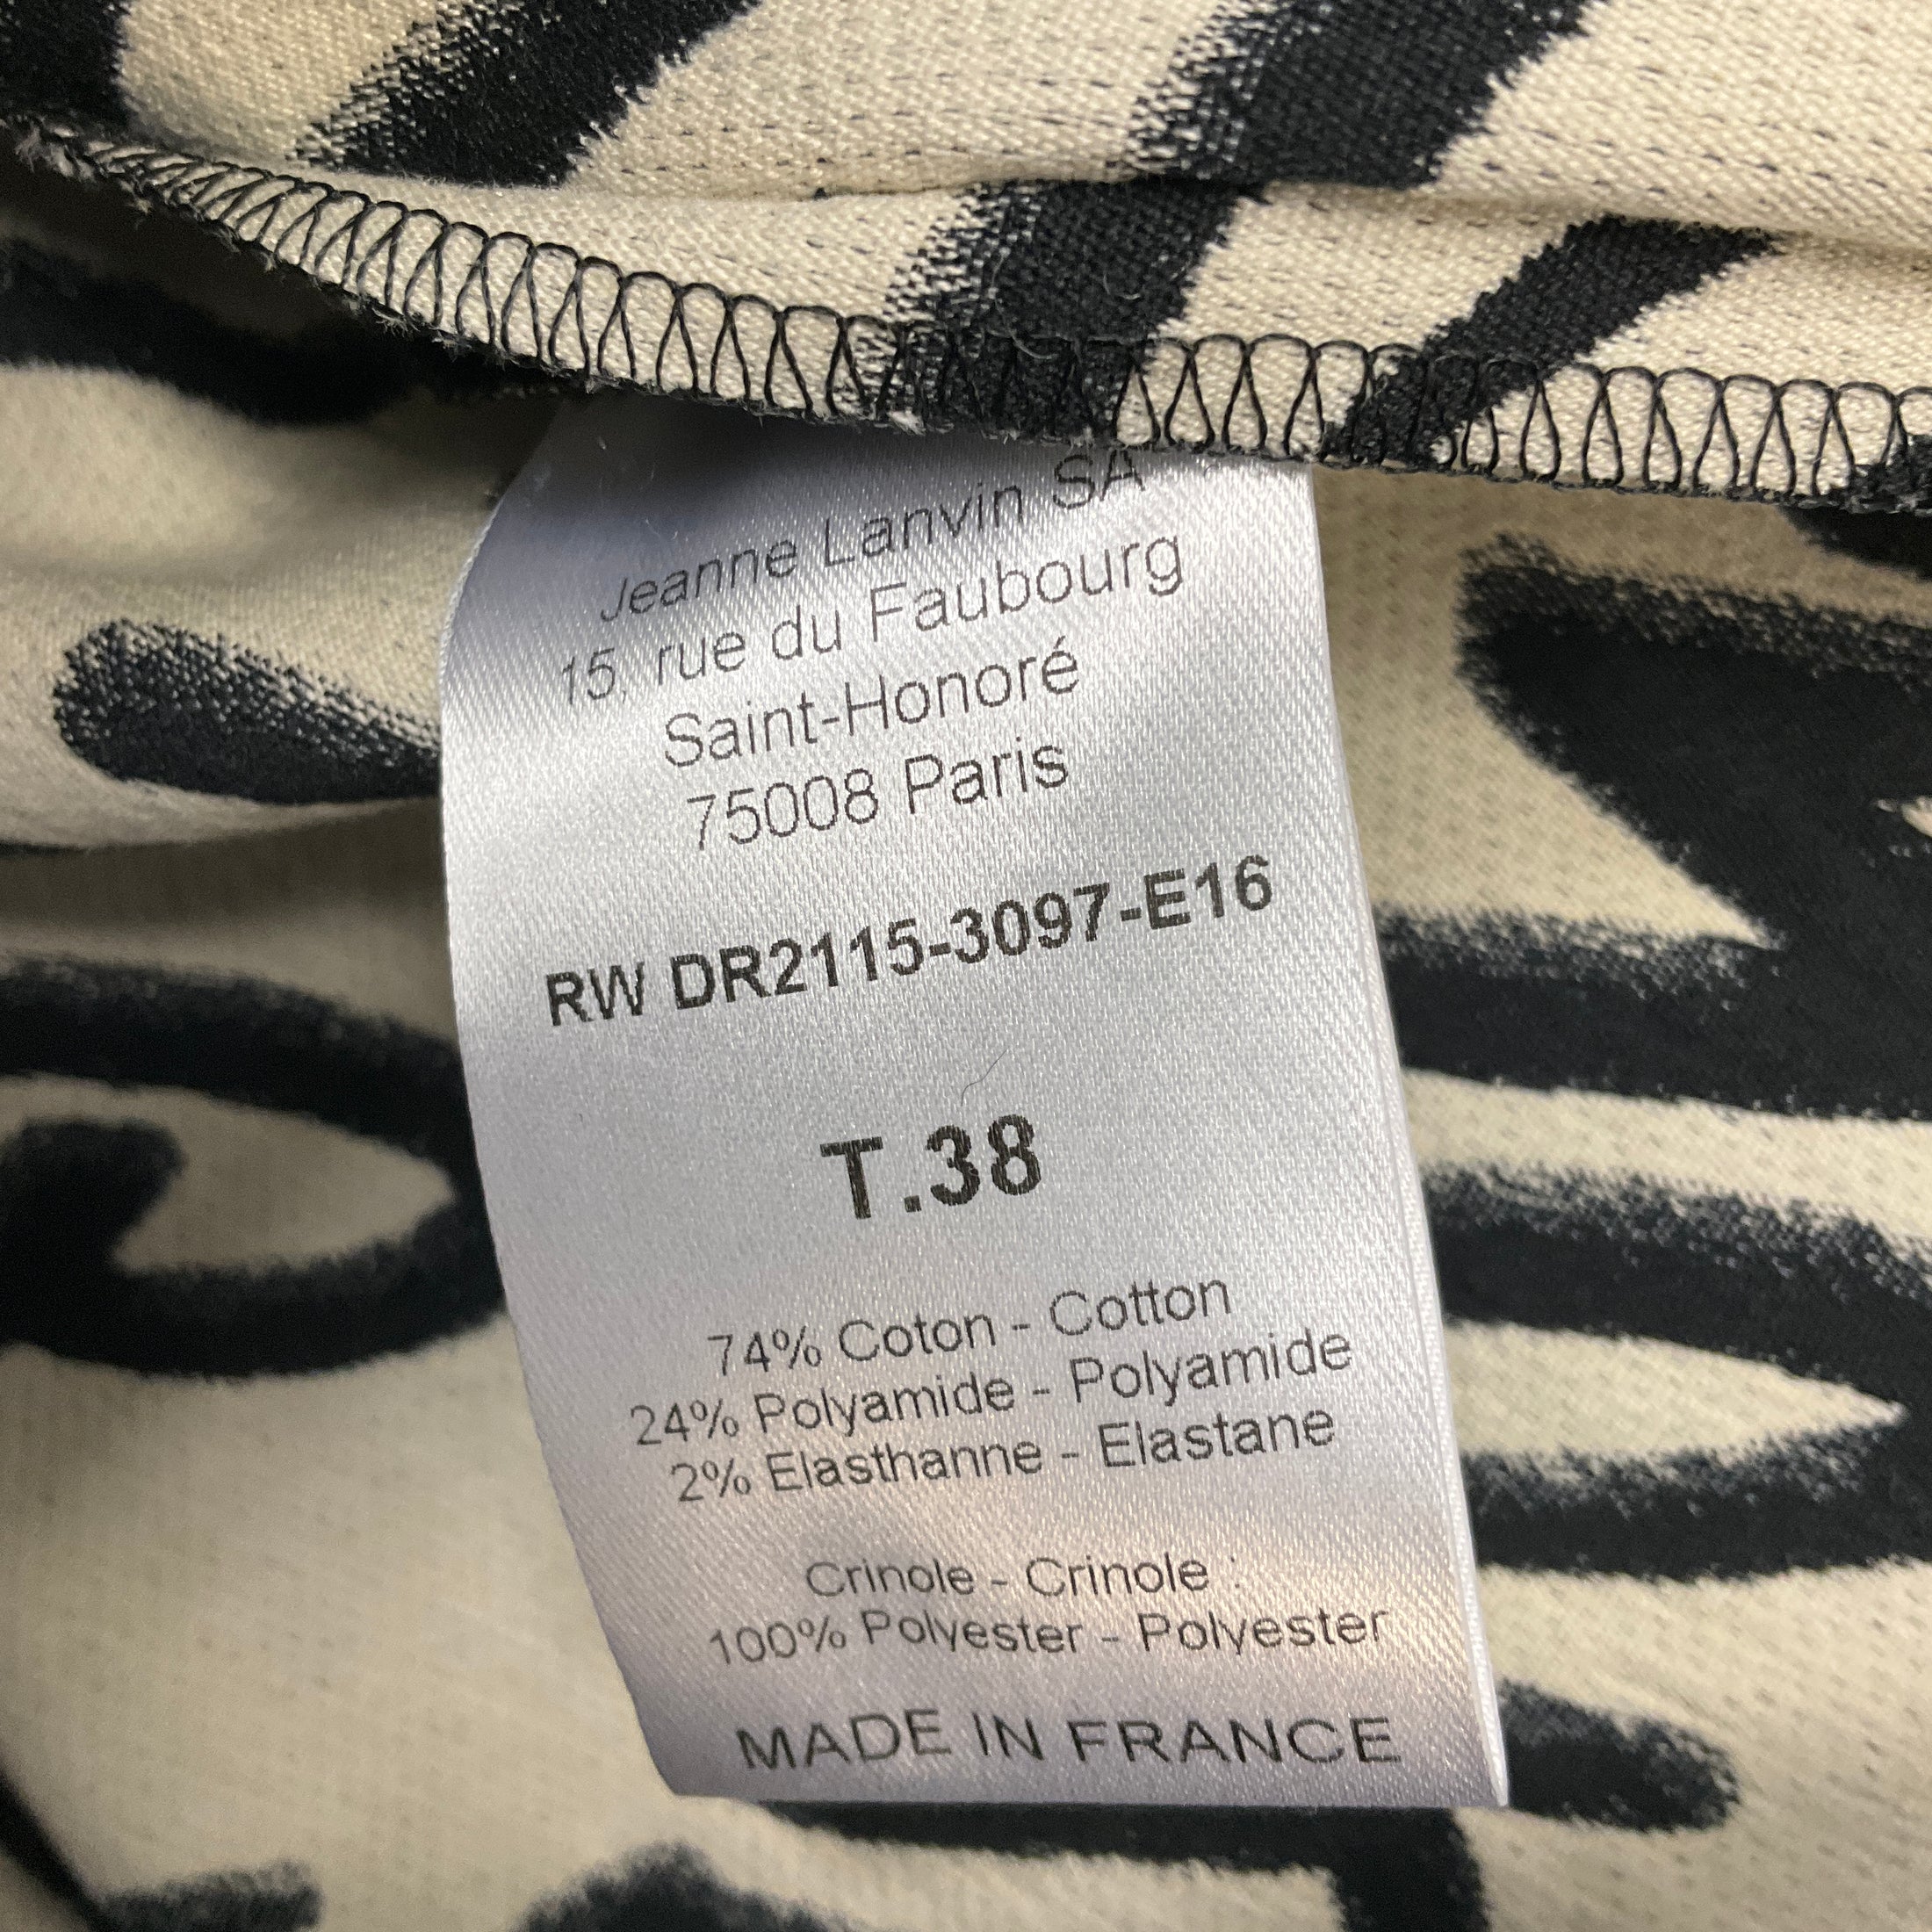 Jeanne Lanvin SA
15, rue du Faubourg
Saint-Honoré
75008 Paris
RW DR2115-3097-E16
T.38
74% Coton - Cotton
24% Polyamide - Polyamide
2% Elasthanne - Elastane
Crinole - Crinole :
100% Polyester - Polyester
MADE IN FRANCE